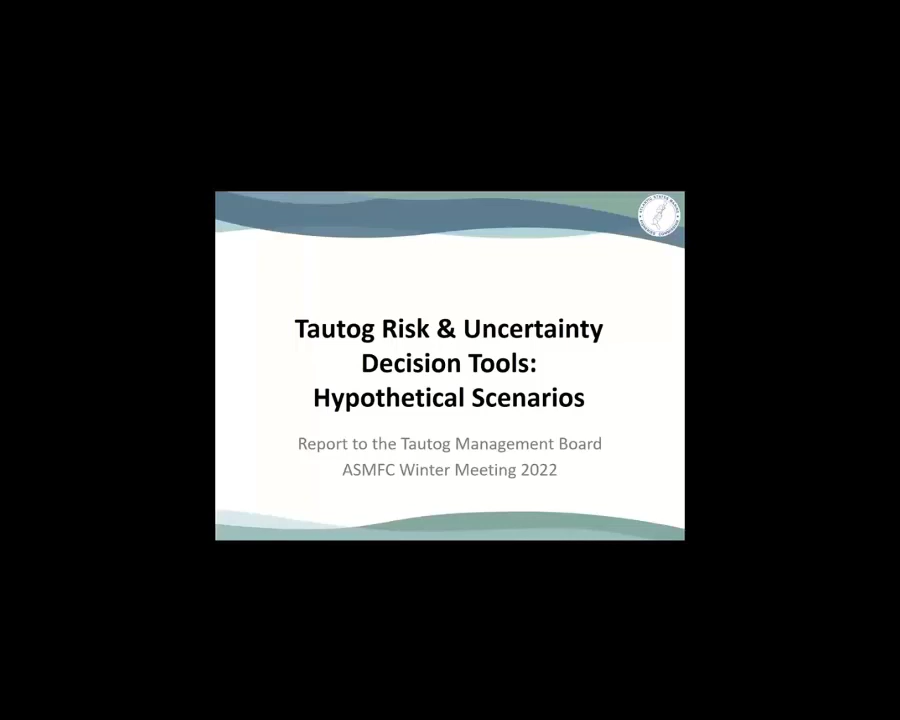 Tautog Risk & Uncertainty
Decision Tools:
Hypothetical Scenarios
Report to the Tautog Management Board
ASMFC Winter Meeting 2022